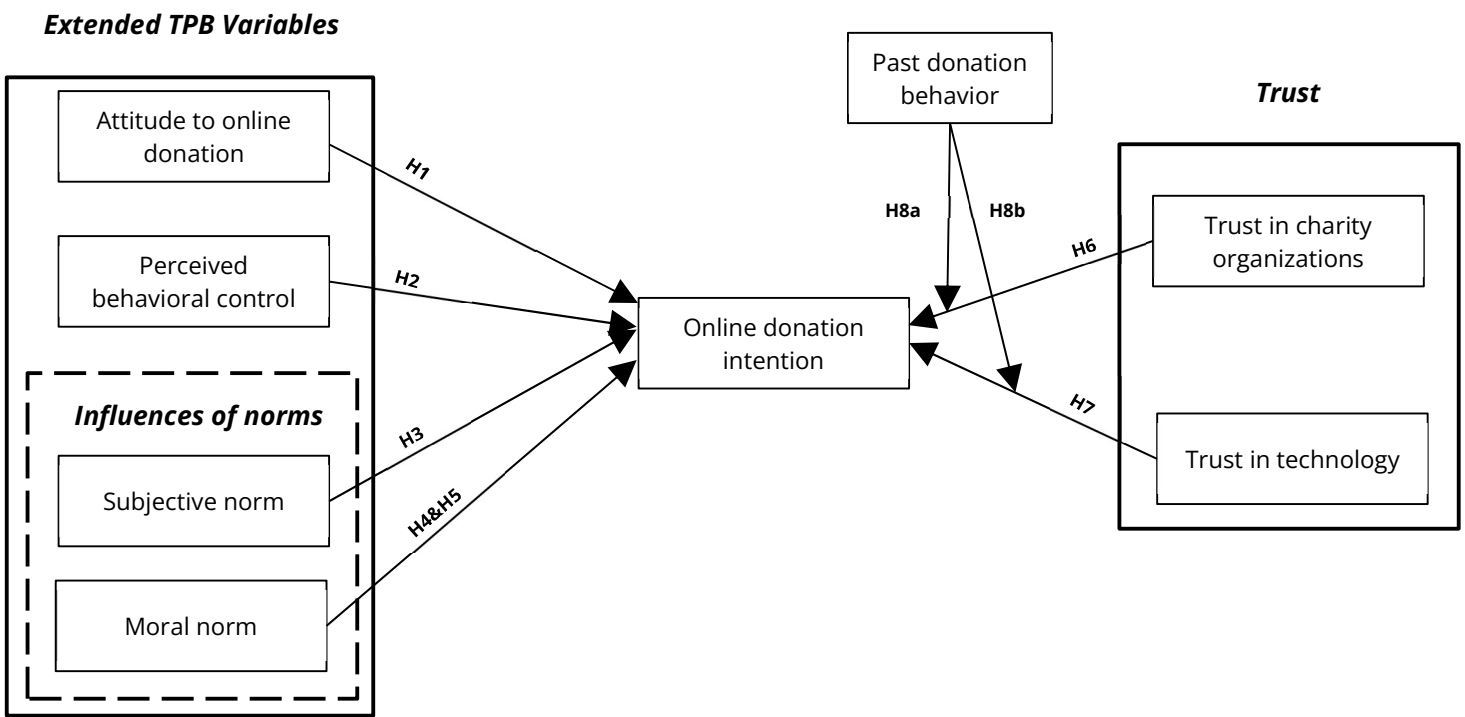 Extended TPB Variables
Attitude to online
donation
H1
Perceived
behavioral control
H2
Influences of norms
Subjective norm
H3
Moral norm
H4&H5
Online donation
intention
Past donation
behavior
H8a
H8b
Trust
Trust in charity
organizations
H6
Trust in technology
H7